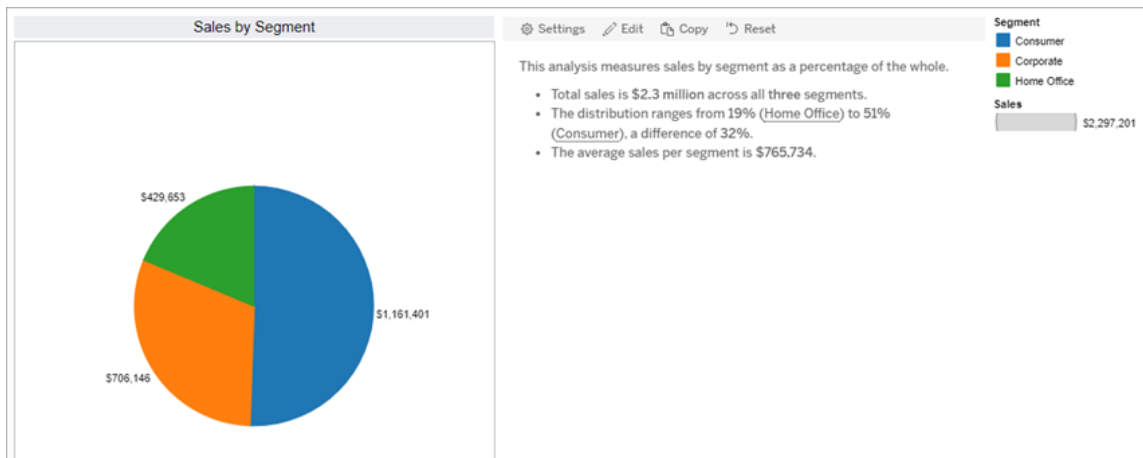 Sales by Segment
$429,653
$1,161,401
$706,146
Settings Edit Copy Reset
This analysis measures sales by segment as a percentage of the whole.
• Total sales is $2.3 million across all three segments.
• The distribution ranges from 19% (Home Office) to 51%
(Consumer), a difference of 32%.
• The average sales per segment is $765,734.
Segment
Consumer
Corporate
Home Office
Sales
$2,297,201